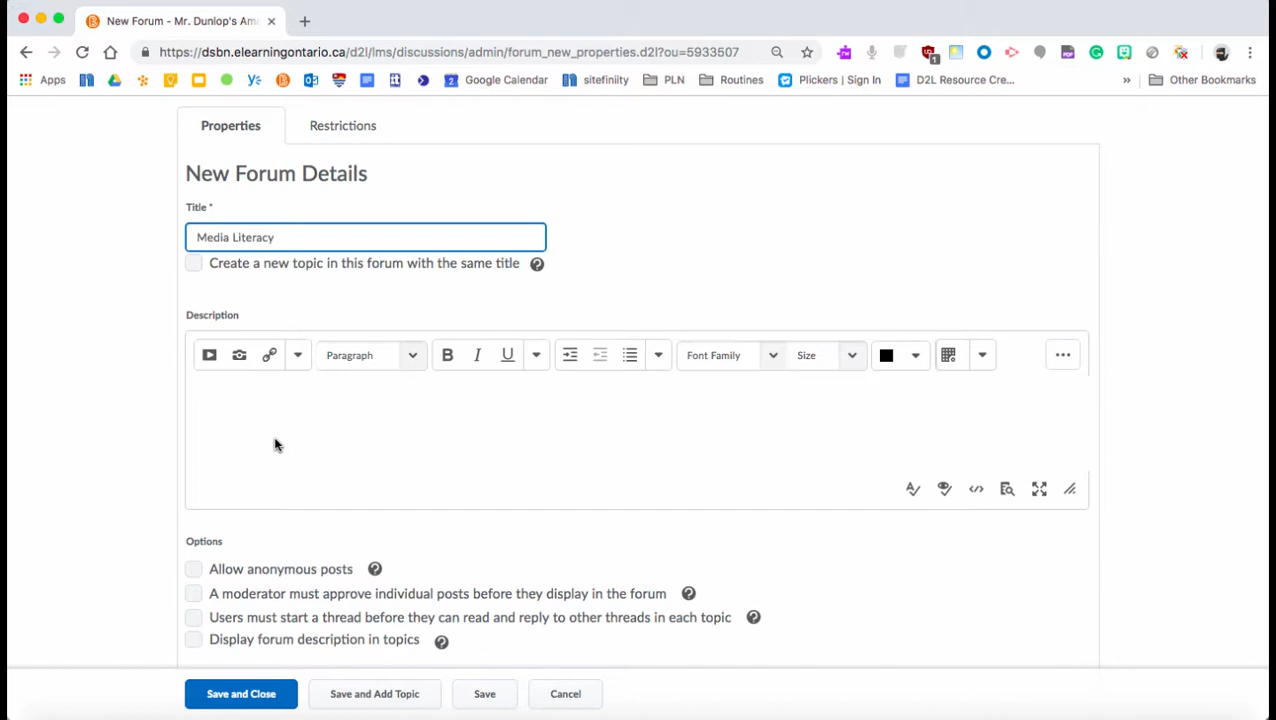 New Forum - Mr. Dunlop's Am
https://dsbn.elearningontario.ca/d2l/lms/discussions/admin/forum_new_properties.d2l?ou=5933507
Apps Google Calendar sitefiniity PLN Routines Plickers | Sign In D2L Resource Cre... » Other Bookmarks
Properties Restrictions
New Forum Details
Title *
Media Literacy
Create a new topic in this forum with the same title
Description
Paragraph B I U Font Family Size
Options
Allow anonymous posts
A moderator must approve individual posts before they display in the forum
Users must start a thread before they can read and reply to other threads in each topic
Display forum description in topics
Save and Close Save and Add Topic Save Cancel